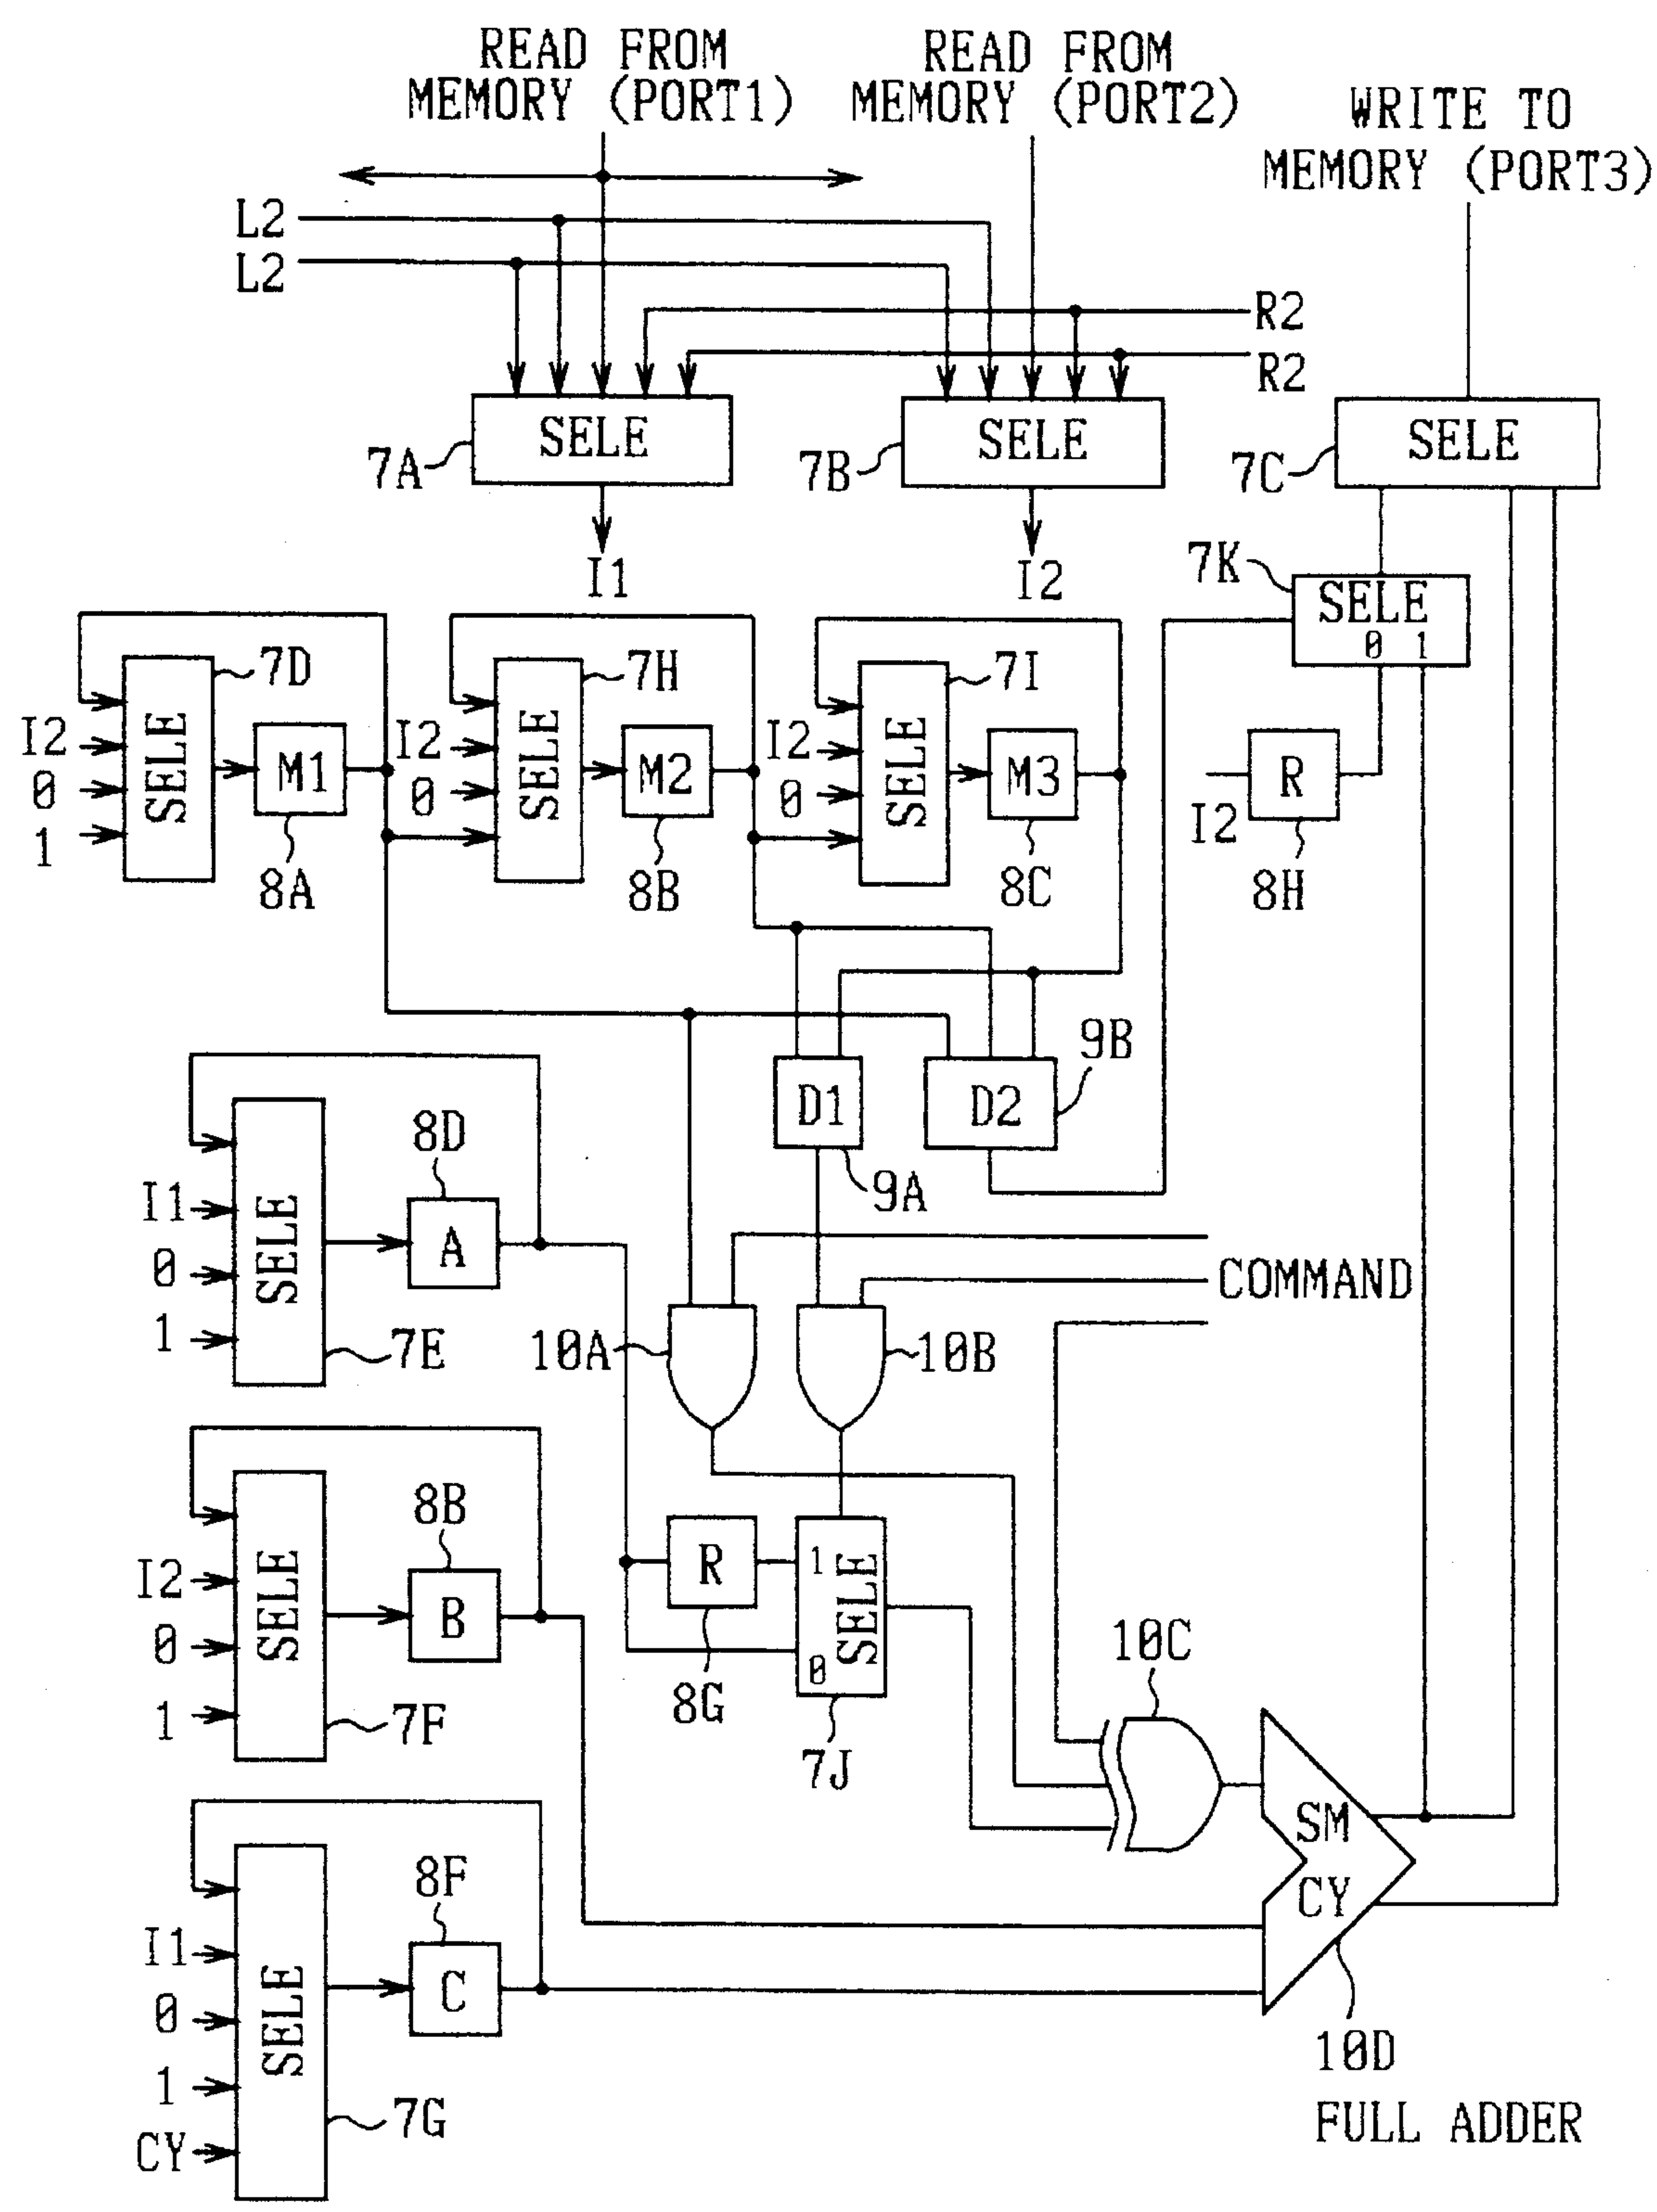 READ FROM
MEMORY (PORT1)
READ FROM
MEMORY (PORT2)
WRITE TO
MEMORY (PORT3)
L2
L2
R2
R2
SELE
7A
SELE
7B
SELE
7C
I1
I2
7K
SELE
0 1
7D
I2
0
1
SELE
M1
8A
7H
I2
0
SELE
M2
8B
7I
I2
0
SELE
M3
8C
R
I2
8H
D1
9A
D2
9B
8D
I1
0
1
SELE
A
7E
COMMAND
10A
10B
8B
I2
0
1
SELE
B
7F
R
8G
1
0
SELE
7J
10C
8F
I1
0
1
CY
SELE
C
7G
SM
CY
10D
FULL ADDER